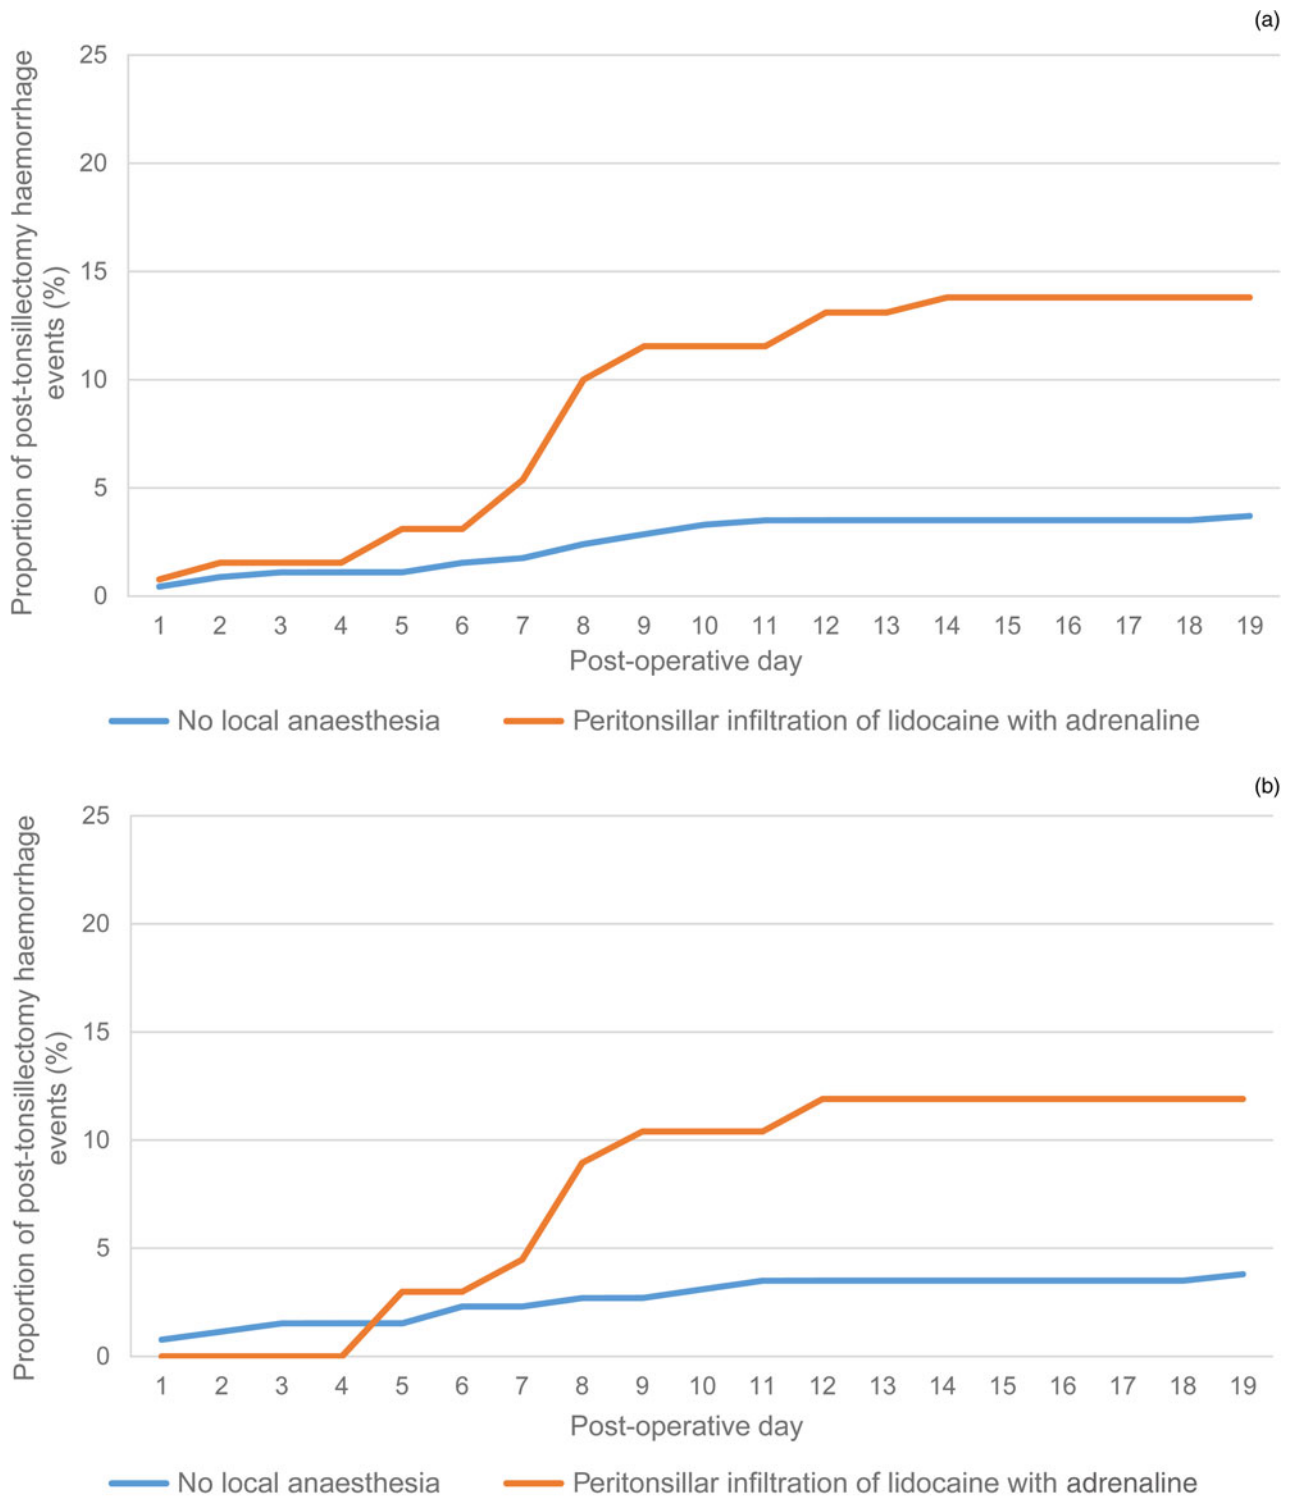 (a)
Proportion of post-tonsillectomy haemorrhage
events (%)
25
20
15
10
5
0
1 2 3 4 5 6 7 8 9 10 11 12 13 14 15 16 17 18 19
Post-operative day
No local anaesthesia Peritonsillar infiltration of lidocaine with adrenaline
(b)
Proportion of post-tonsillectomy haemorrhage
events (%)
25
20
15
10
5
0
1 2 3 4 5 6 7 8 9 10 11 12 13 14 15 16 17 18 19
Post-operative day
No local anaesthesia Peritonsillar infiltration of lidocaine with adrenaline